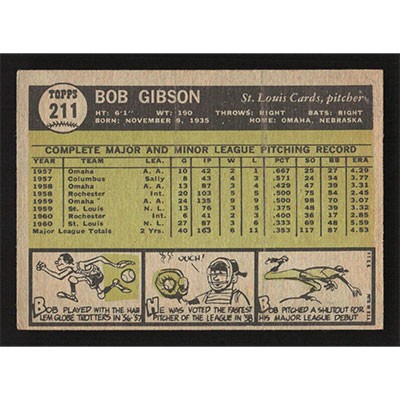 TOPPS
211
BOB GIBSON
St. Louis Cards, pitcher
HT: 6'1" WT: 190 THROWS: RIGHT BATS: RIGHT
BORN: NOVEMBER 9, 1935 HOME: OMAHA, NEBRASKA
COMPLETE MAJOR AND MINOR LEAGUE PITCHING RECORD
YEAR TEAM LEA. G IP W L PCT. SO BB ERA
1957 Omaha A. A. 10 42 2 1 .667 25 27 4.29
1957 Columbus Sally 8 43 4 3 .571 24 34 3.77
1958 Omaha A. A. 13 87 3 4 .429 47 39 3.31
1958 Rochester Int. 20 103 5 5 .500 75 54 2.45
1959 Omaha A. A. 24 135 9 9 .500 98 70 3.07
1959 St. Louis Nat. 13 76 3 5 .375 48 39 3.32
1960 Rochester Int. 6 41 2 3 .400 36 17 2.85
1960 St. Louis Nat. 27 87 3 6 .333 69 48 5.59
Major League Totals 2 Yrs. 40 163 6 11 .353 117 87 4.53
OUCH!
BOB PLAYED WITH THE HAR
LEM GLOBE TROTTERS IN '56-'57
HE WAS VOTED THE FASTEST
PITCHER OF THE LEAGUE IN '58
BOB PITCHED A SHUTOUT FOR
HIS MAJOR LEAGUE DEBUT